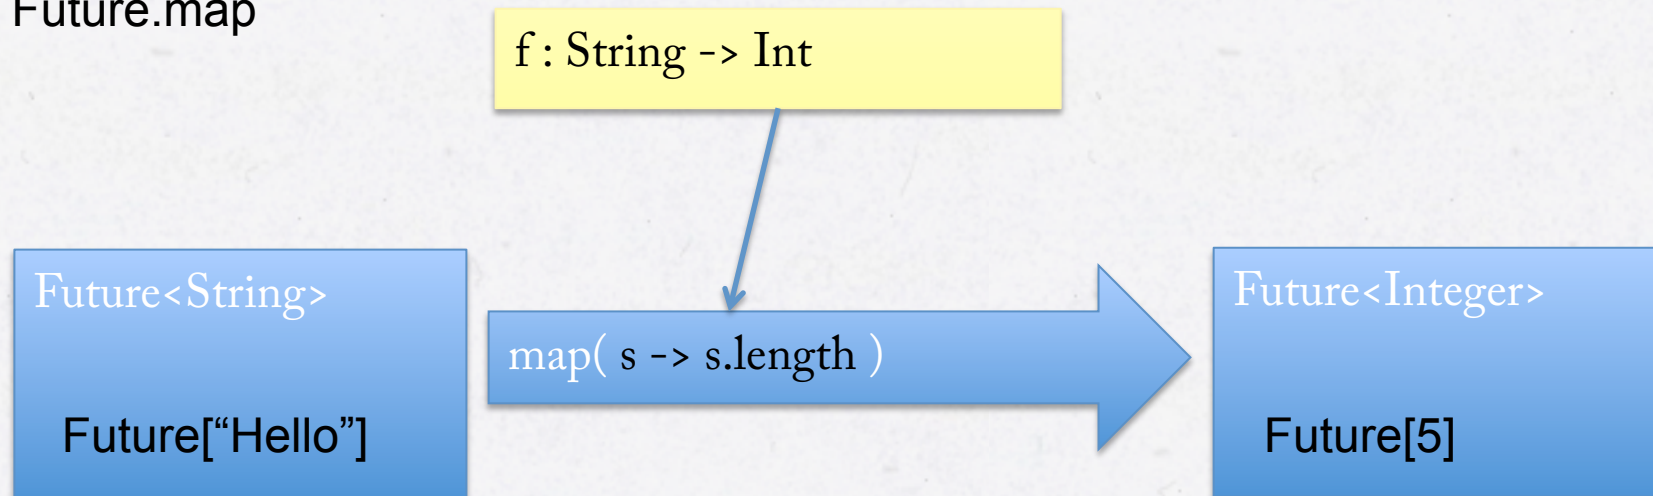 Future.map
f : String -> Int
Future<String>
map( s -> s.length )
Future<Integer>
Future[“Hello”]
Future[5]